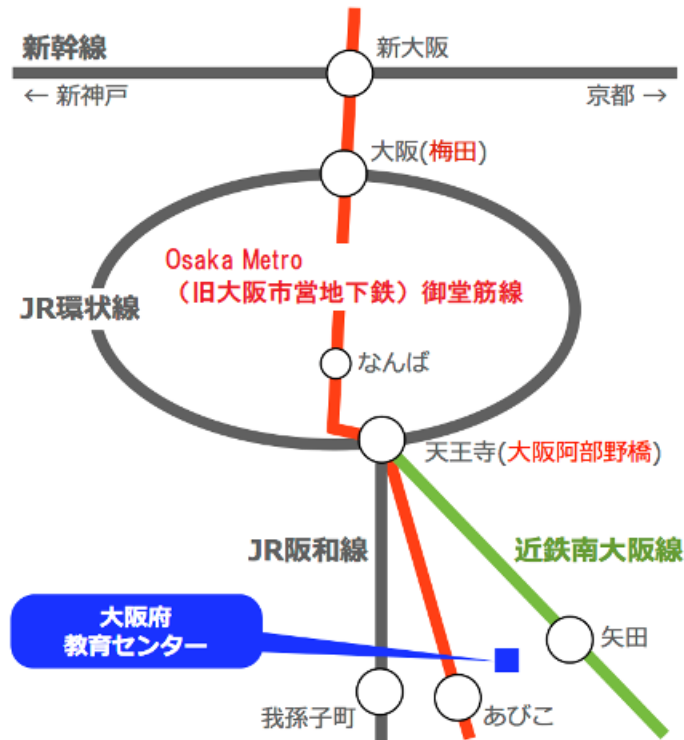 新幹線
新大阪
← 新神戸
京都 →
大阪(梅田)
Osaka Metro
(旧大阪市営地下鉄)御堂筋線
JR環状線
なんば
天王寺(大阪阿部野橋)
JR阪和線
近鉄南大阪線
大阪府
教育センター
矢田
我孫子町
あびこ